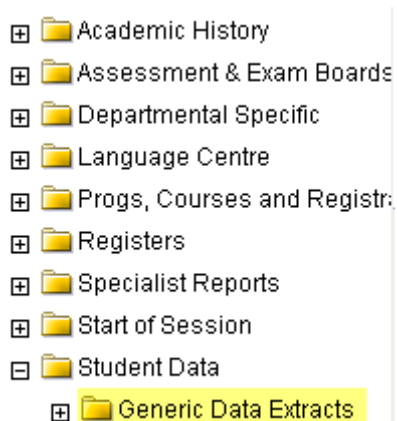 Academic History
Assessment & Exam Boards
Departmental Specific
Language Centre
Progs, Courses and Registr
Registers
Specialist Reports
Start of Session
Student Data
Generic Data Extracts